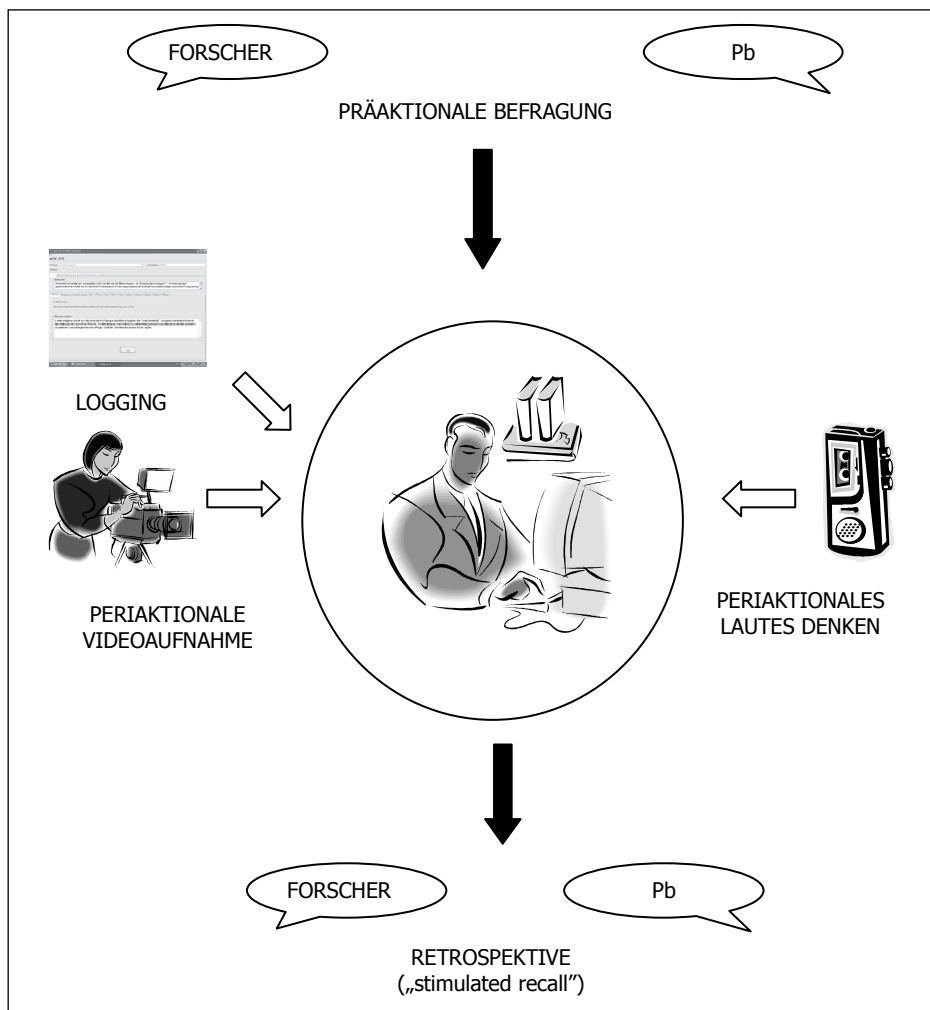 FORSCHER
Pb
PRÄAKTIONALE BEFRAGUNG
LOGGING
PERIAKTIONALE
VIDEOAUFNAHME
PERIAKTIONALES
LAUTES DENKEN
FORSCHER
Pb
RETROSPEKTIVE
(„stimulated recall”)